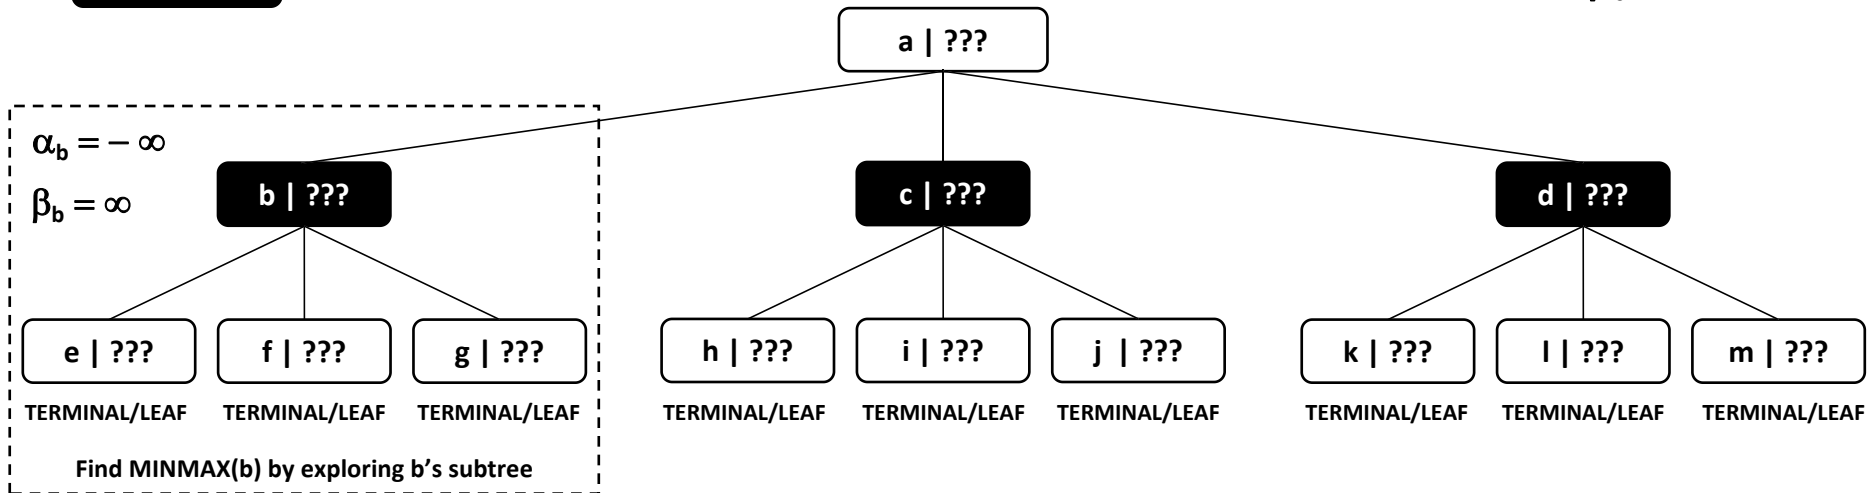 a | ???
αb = − ∞
βb = ∞
b | ???
c | ???
d | ???
e | ???
f | ???
g | ???
h | ???
i | ???
j | ???
k | ???
l | ???
m | ???
TERMINAL/LEAF
TERMINAL/LEAF
TERMINAL/LEAF
TERMINAL/LEAF
TERMINAL/LEAF
TERMINAL/LEAF
TERMINAL/LEAF
TERMINAL/LEAF
TERMINAL/LEAF
Find MINMAX(b) by exploring b's subtree